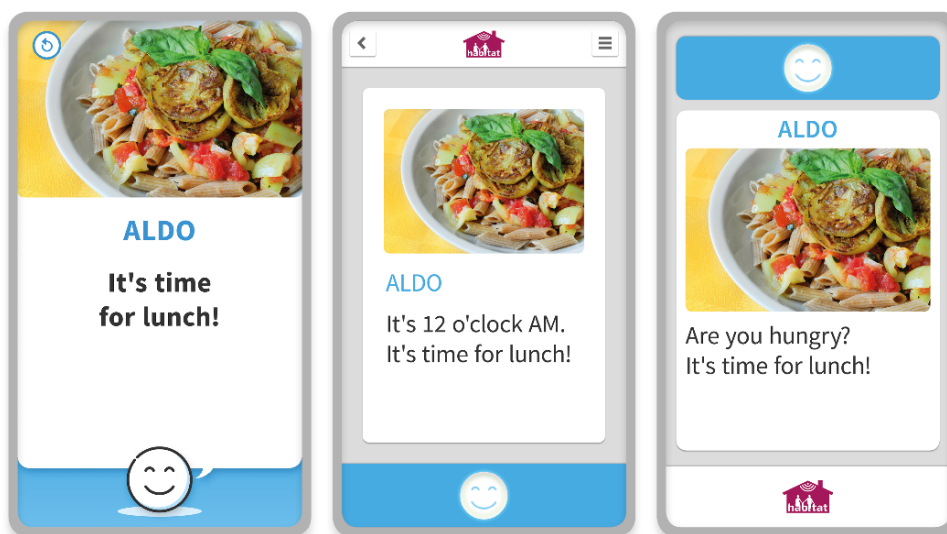 ALDO
It's time
for lunch!
habitat
ALDO
It's 12 o'clock AM.
It's time for lunch!
ALDO
Are you hungry?
It's time for lunch!
habitat